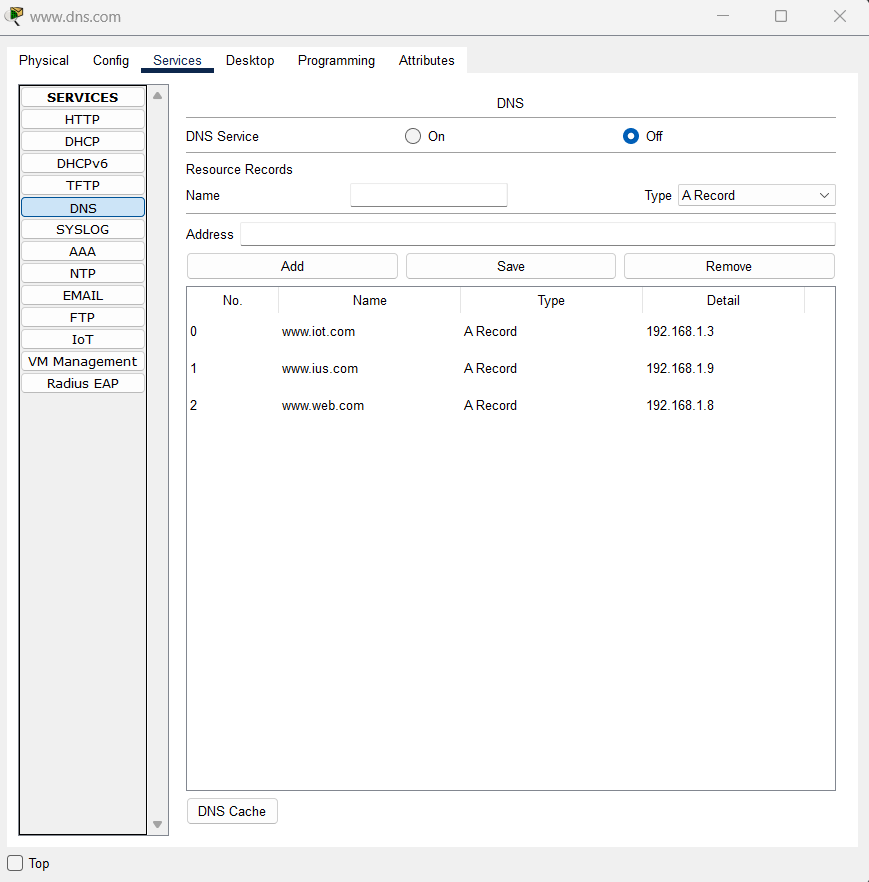 www.dns.com
Physical Config Services Desktop Programming Attributes
SERVICES
HTTP
DHCP
DHCPv6
TFTP
DNS
SYSLOG
AAA
NTP
EMAIL
FTP
IoT
VM Management
Radius EAP
DNS
DNS Service On Off
Resource Records
Name Type A Record
Address
Add Save Remove
No. Name Type Detail
0 www.iot.com A Record 192.168.1.3
1 www.ius.com A Record 192.168.1.9
2 www.web.com A Record 192.168.1.8
DNS Cache
Top